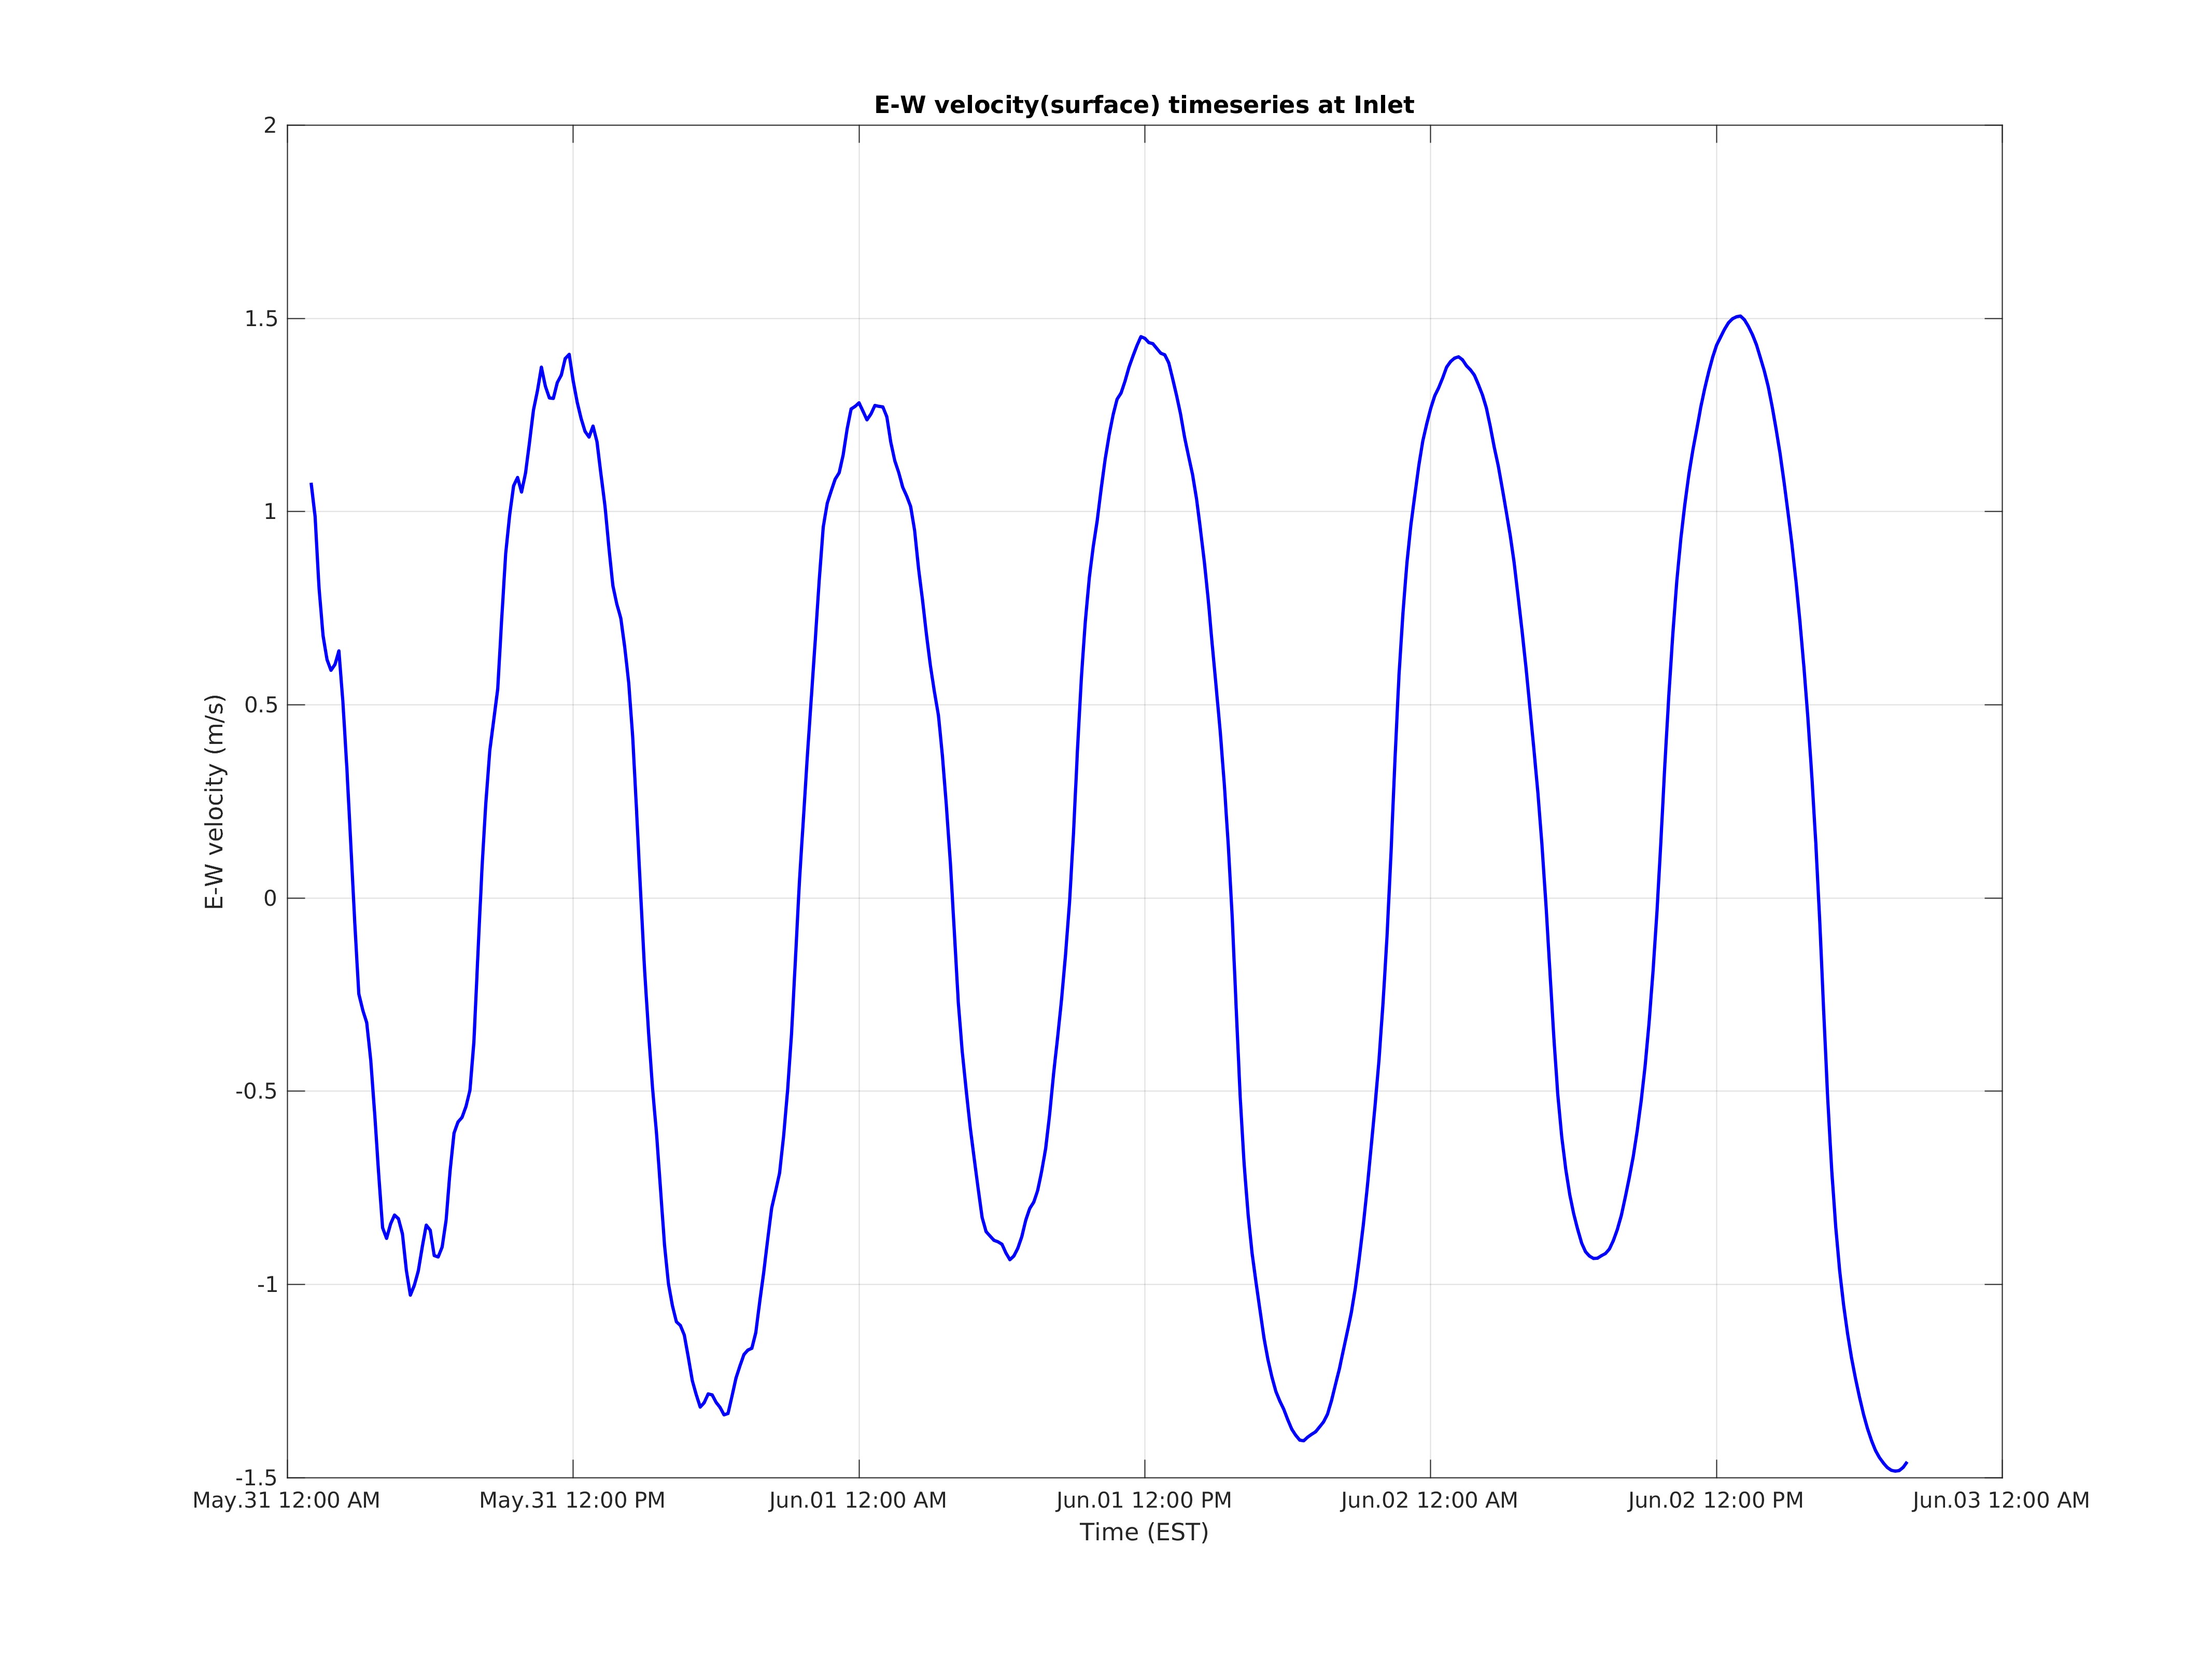 E-W velocity(surface) timeseries at Inlet
2
1.5
1
0.5
0
-0.5
-1
-1.5
E-W velocity (m/s)
May.31 12:00 AM
May.31 12:00 PM
Jun.01 12:00 AM
Jun.01 12:00 PM
Jun.02 12:00 AM
Jun.02 12:00 PM
Jun.03 12:00 AM
Time (EST)